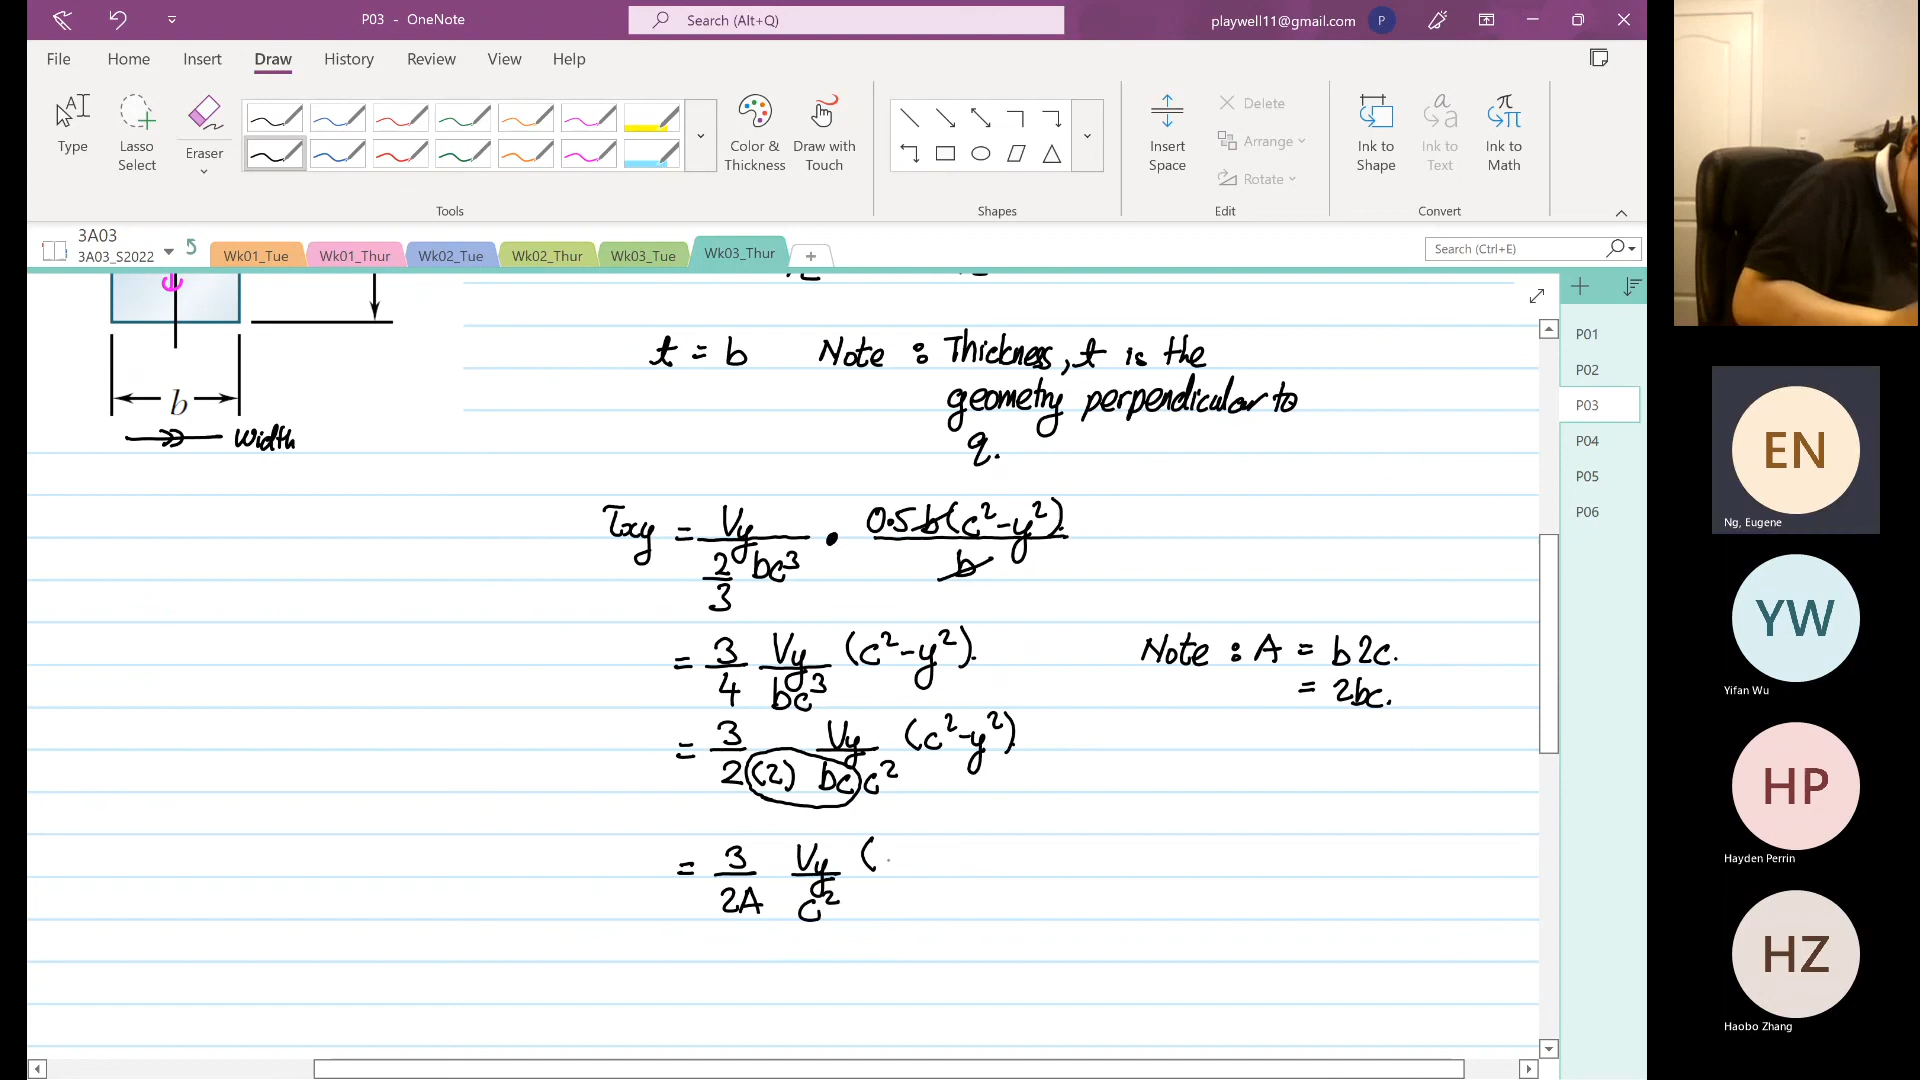 P03 - OneNote
Search (Alt+Q)
playwell11@gmail.com
P
File Home Insert Draw History Review View Help
Type
Lasso Select
Eraser
Color & Thickness
Draw with Touch
Insert Space
Delete
Arrange
Rotate
Ink to Shape
Ink to Text
Ink to Math
Tools Shapes Edit Convert
3A03
3A03_S2022
Wk01_Tue Wk01_Thur Wk02_Tue Wk02_Thur Wk03_Tue Wk03_Thur
Search (Ctrl+E)
P01
P02
P03
P04
P05
P06
b
width
t = b Note : Thickness, t is the
geometry perpendicular to
q.
τxy = Vy / (2/3 bc³) • 0.5b(c²-y²) / b
= 3/4 Vy/bc³ (c²-y²).
Note : A = b2c.
= 2bc.
= 3/2(2) Vy/bc c² (c²-y²).
= 3/2A Vy/c² (
EN
Ng, Eugene
YW
Yifan Wu
HP
Hayden Perrin
HZ
Haobo Zhang